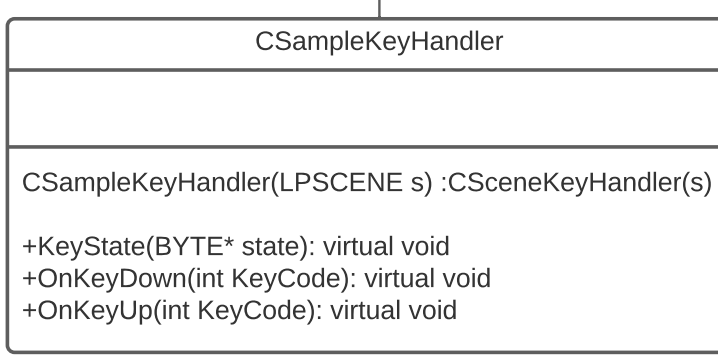 CSampleKeyHandler
CSampleKeyHandler(LPSCENE s) :CSceneKeyHandler(s)
+KeyState(BYTE* state): virtual void
+OnKeyDown(int KeyCode): virtual void
+OnKeyUp(int KeyCode): virtual void